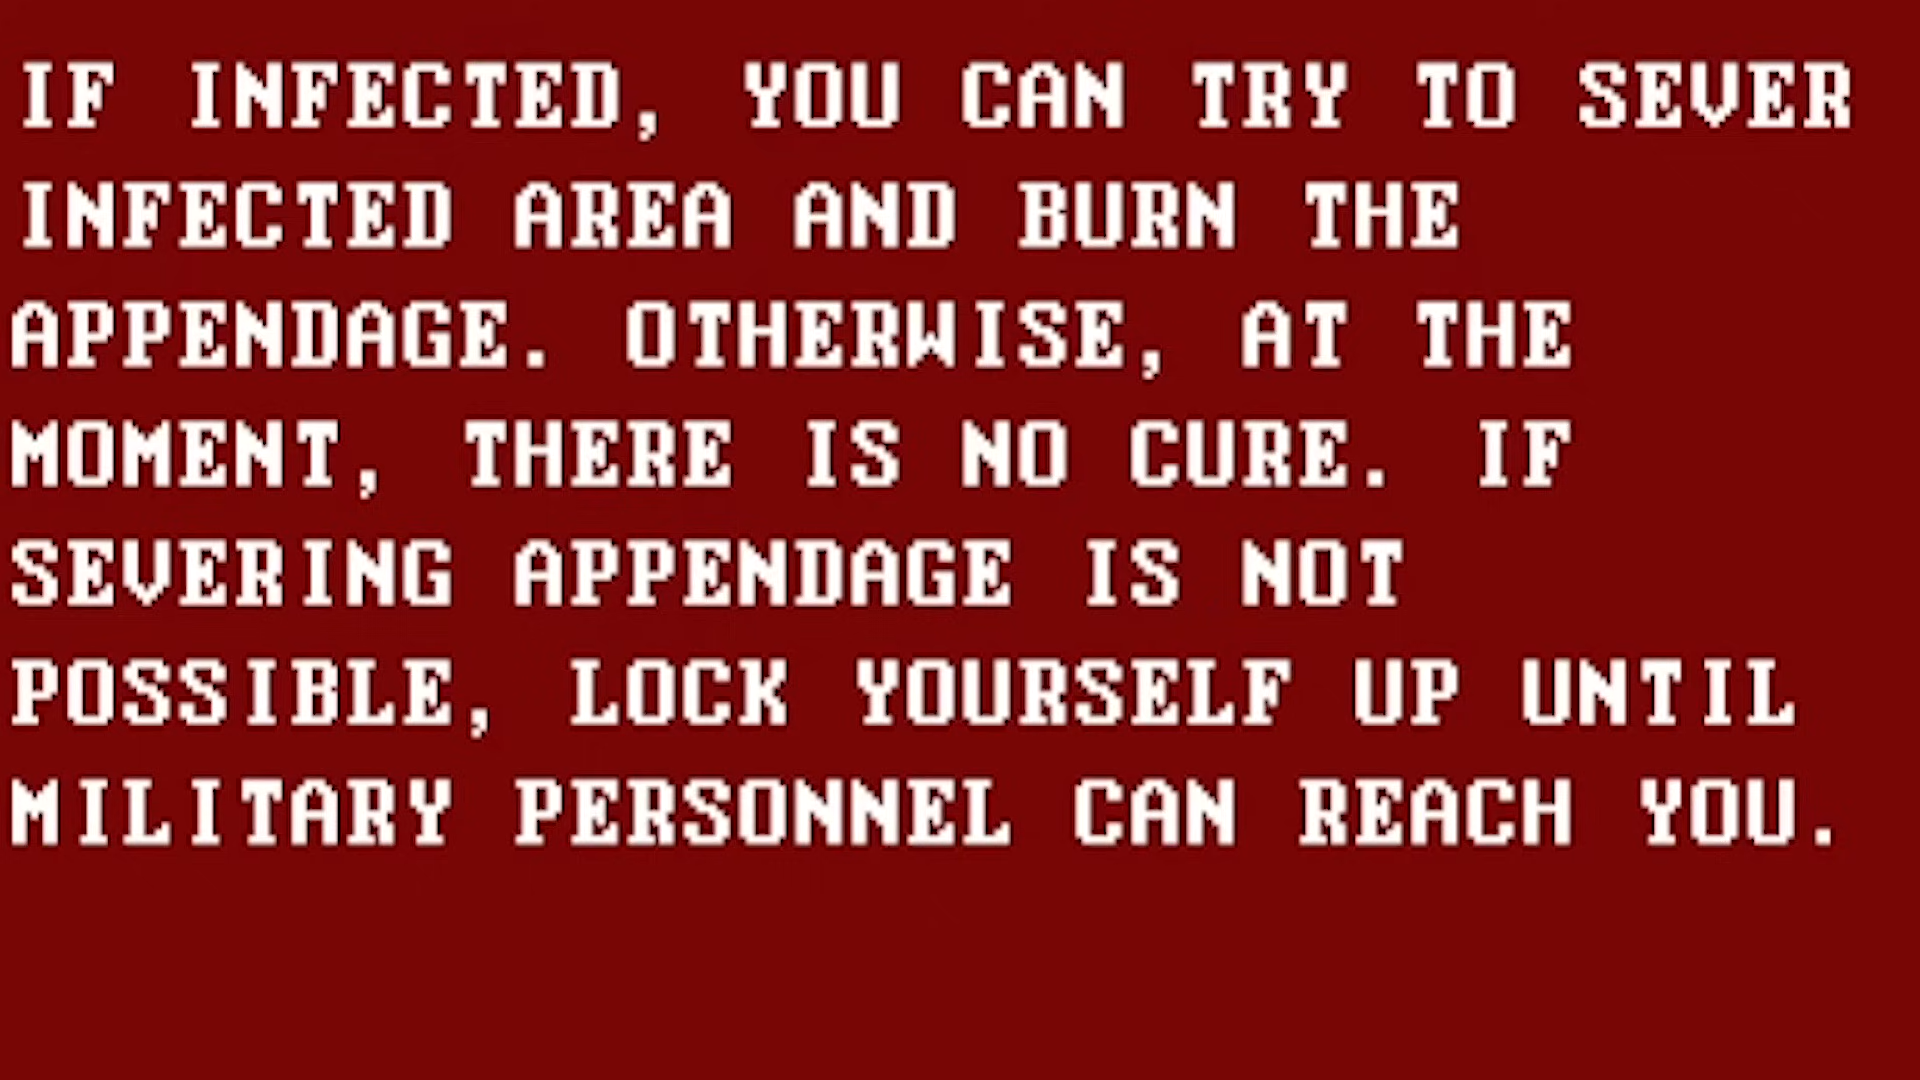 IF INFECTED, YOU CAN TRY TO SEVER
INFECTED AREA AND BURN THE
APPENDAGE. OTHERWISE, AT THE
MOMENT, THERE IS NO CURE. IF
SEVERING APPENDAGE IS NOT
POSSIBLE, LOCK YOURSELF UP UNTIL
MILITARY PERSONNEL CAN REACH YOU.